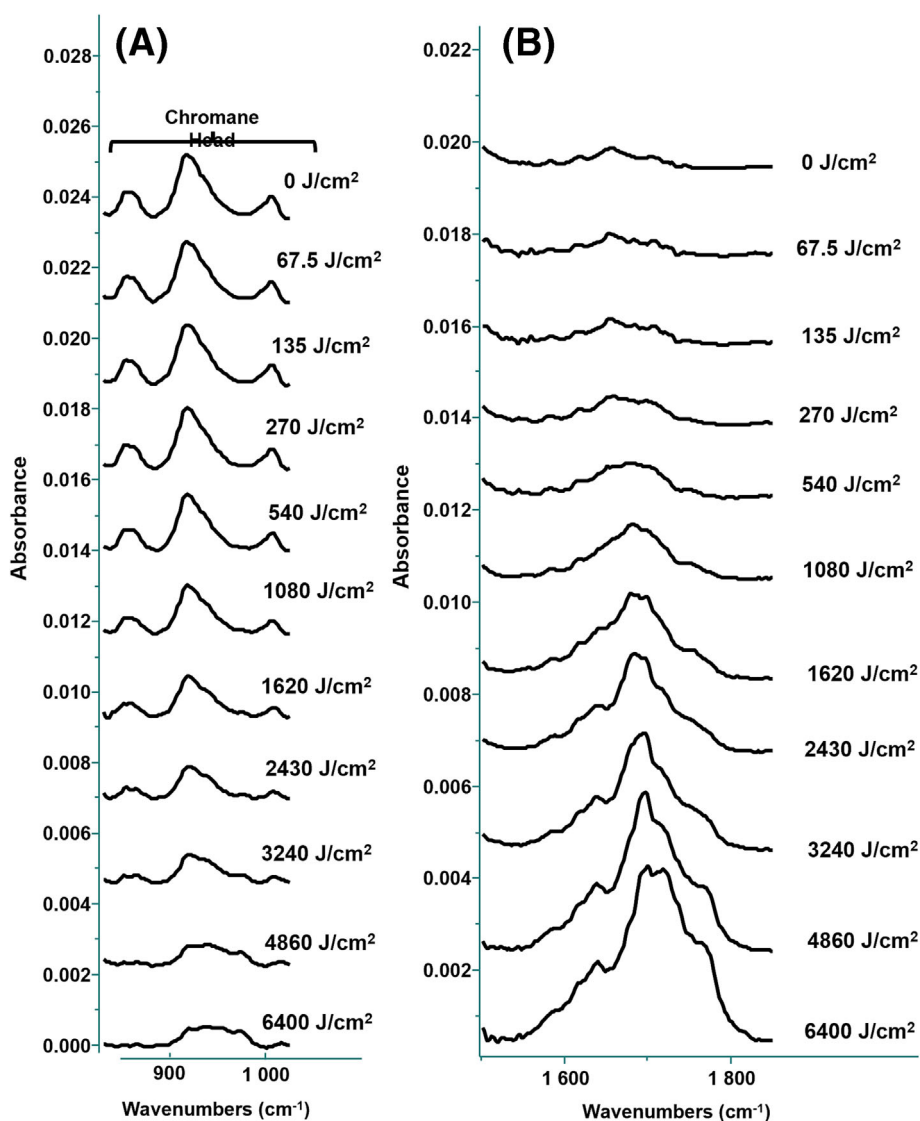 (A)
Chromane
Head
0.028
0.026
0.024
0.022
0.020
0.018
0.016
0.014
0.012
0.010
0.008
0.006
0.004
0.002
0.000
Absorbance
0 J/cm²
67.5 J/cm²
135 J/cm²
270 J/cm²
540 J/cm²
1080 J/cm²
1620 J/cm²
2430 J/cm²
3240 J/cm²
4860 J/cm²
6400 J/cm²
900 1 000
Wavenumbers (cm⁻¹)
(B)
0.022
0.020
0.018
0.016
0.014
0.012
0.010
0.008
0.006
0.004
0.002
Absorbance
0 J/cm²
67.5 J/cm²
135 J/cm²
270 J/cm²
540 J/cm²
1080 J/cm²
1620 J/cm²
2430 J/cm²
3240 J/cm²
4860 J/cm²
6400 J/cm²
1 600 1 800
Wavenumbers (cm⁻¹)